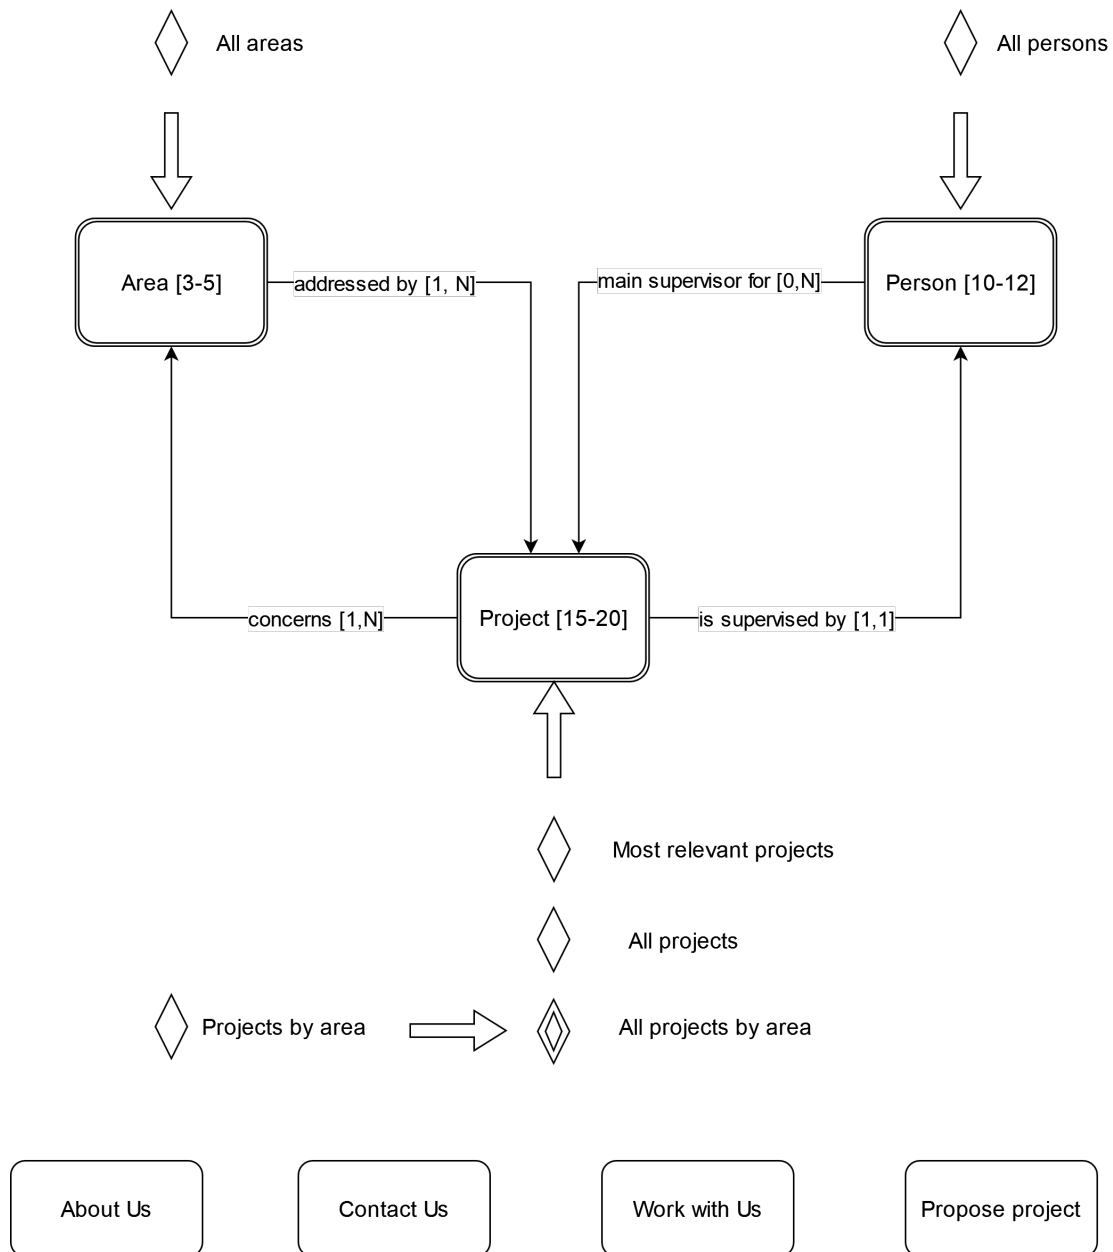 All areas
All persons
Area [3-5]
addressed by [1, N]
main supervisor for [0,N]
Person [10-12]
concerns [1,N]
Project [15-20]
is supervised by [1,1]
Most relevant projects
All projects
Projects by area
All projects by area
About Us
Contact Us
Work with Us
Propose project